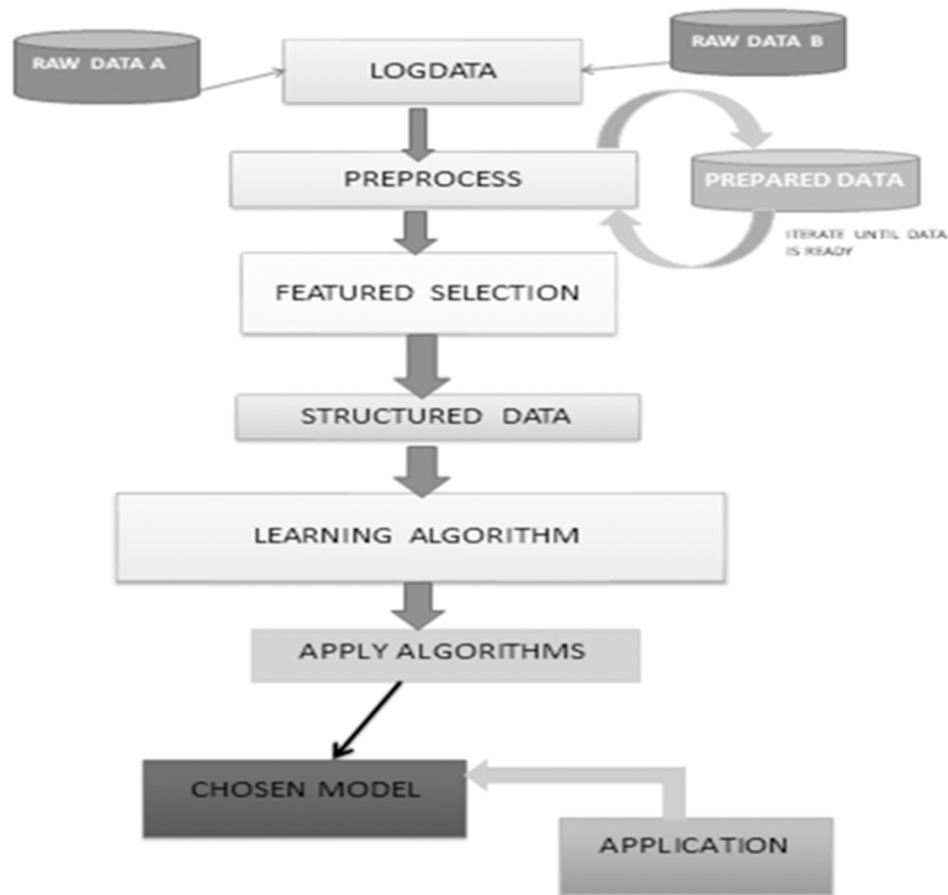 RAW DATA A
LOGDATA
RAW DATA B
PREPROCESS
PREPARED DATA
ITERATE UNTIL DATA
IS READY
FEATURED SELECTION
STRUCTURED DATA
LEARNING ALGORITHM
APPLY ALGORITHMS
CHOSEN MODEL
APPLICATION